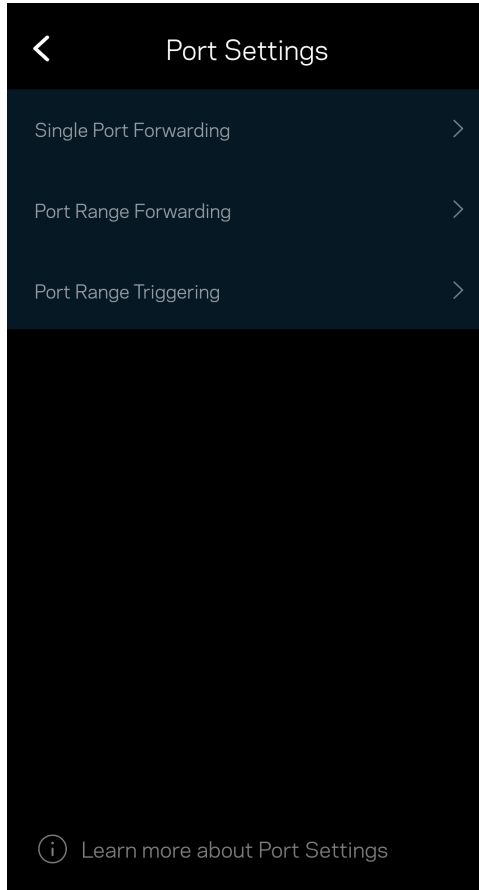 Port Settings
Single Port Forwarding
Port Range Forwarding
Port Range Triggering
Learn more about Port Settings